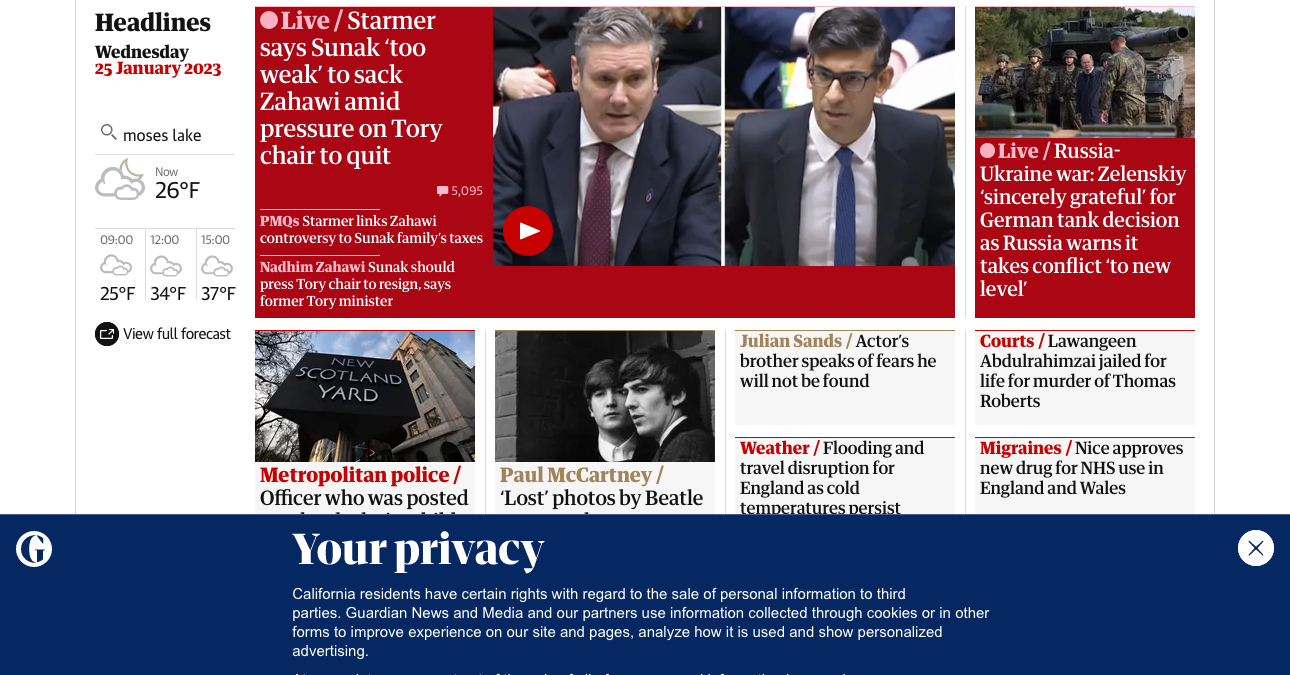 Headlines
Wednesday
25 January 2023
moses lake
Now
26°F
09:00
12:00
15:00
25°F
34°F
37°F
View full forecast
Live / Starmer
says Sunak ‘too
weak’ to sack
Zahawi amid
pressure on Tory
chair to quit
5,095
PMQs Starmer links Zahawi
controversy to Sunak family’s taxes
Nadhim Zahawi Sunak should
press Tory chair to resign, says
former Tory minister
Live / Russia-
Ukraine war: Zelenskiy
‘sincerely grateful’ for
German tank decision
as Russia warns it
takes conflict ‘to new
level’
NEW
SCOTLAND
YARD
Metropolitan police /
Officer who was posted
Paul McCartney /
‘Lost’ photos by Beatle
Julian Sands / Actor’s
brother speaks of fears he
will not be found
Weather / Flooding and
travel disruption for
England as cold
temperatures persist
Courts / Lawangeen
Abdulrahimzai jailed for
life for murder of Thomas
Roberts
Migraines / Nice approves
new drug for NHS use in
England and Wales
Your privacy
California residents have certain rights with regard to the sale of personal information to third
parties. Guardian News and Media and our partners use information collected through cookies or in other
forms to improve experience on our site and pages, analyze how it is used and show personalized
advertising.